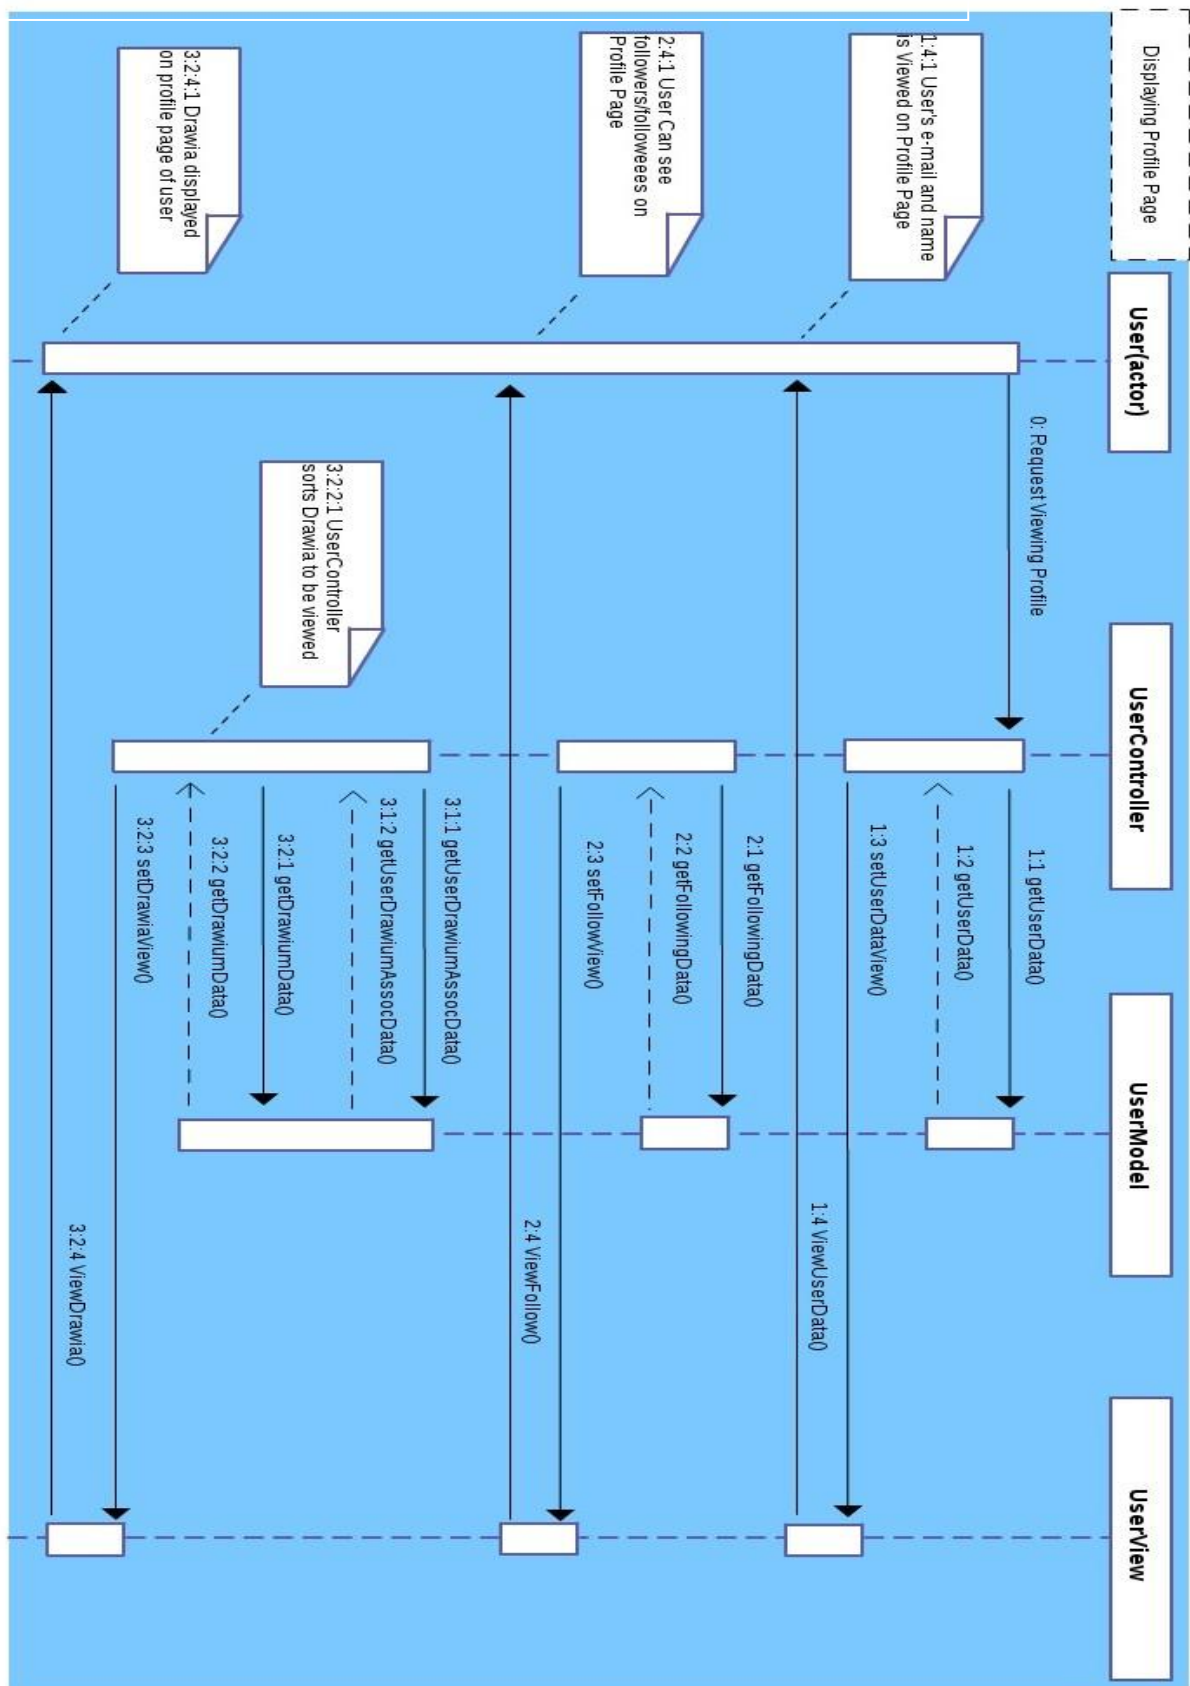 Displaying Profile Page
User(actor)
UserController
UserModel
UserView
0: Request Viewing Profile
1:1 getUserData()
1:2 getUserData()
1:3 setUserDataView()
1:4 ViewUserData()
1:4:1 User's e-mail and name
is Viewed on Profile Page
2:1 getFollowingData()
2:2 getFollowingData()
2:3 setFollowView()
2:4 ViewFollow()
2:4:1 User Can see
followers/followeees on
Profile Page
3:1:1 getUserDrawiumAssocData()
3:1:2 getUserDrawiumAssocData()
3:2:1 getDrawiumData()
3:2:2 getDrawiumData()
3:2:2:1 UserController
sorts Drawia to be viewed
3:2:3 setDrawiaView()
3:2:4 ViewDrawia()
3:2:4:1 Drawia displayed
on profile page of user